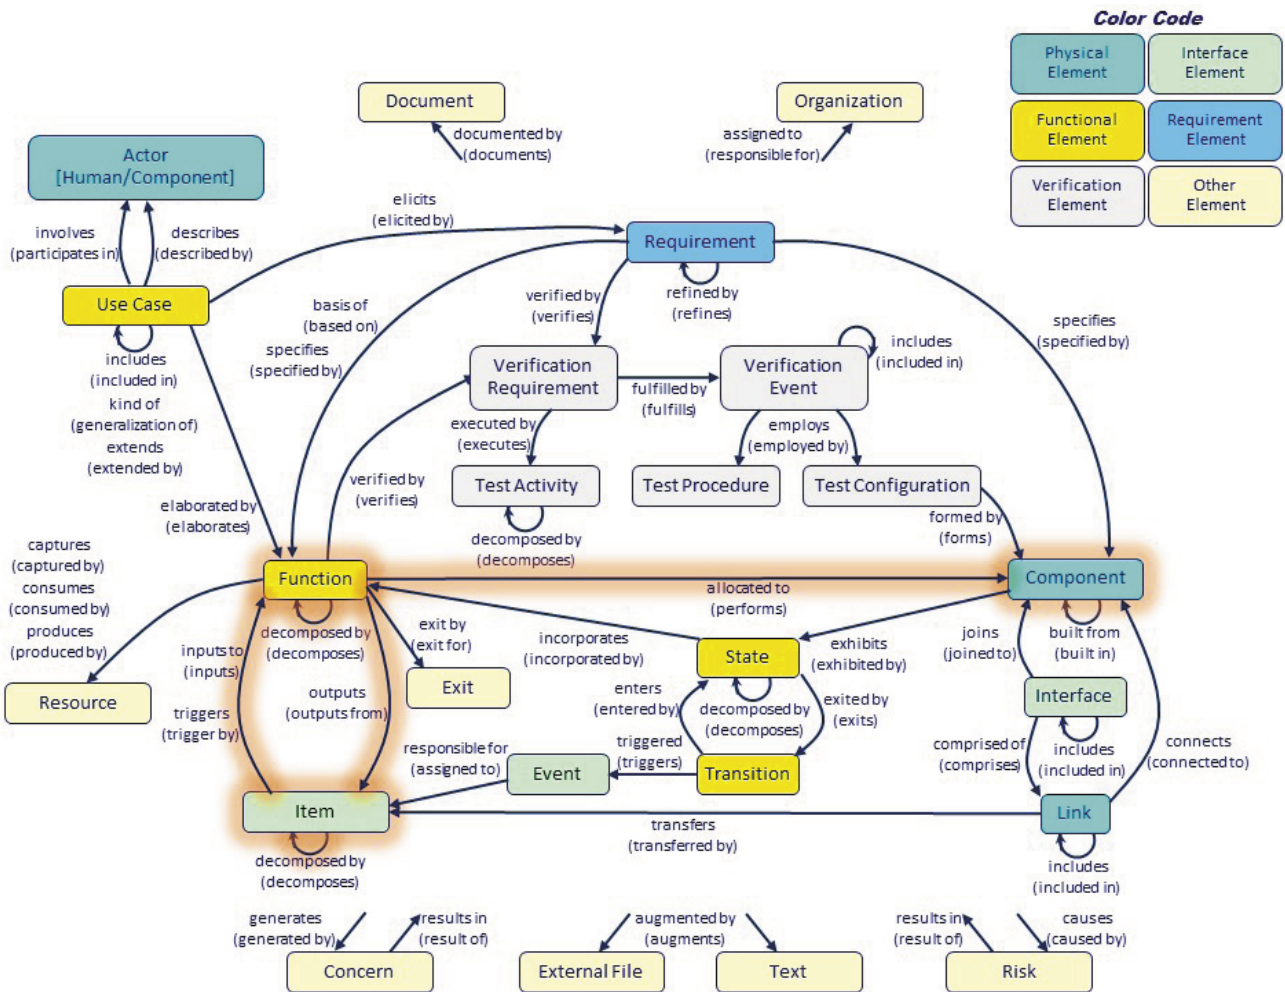 Color Code
Physical
Element
Interface
Element
Functional
Element
Requirement
Element
Verification
Element
Other
Element
Document
documented by
(documents)
Organization
assigned to
(responsible for)
Actor
[Human/Component]
involves
(participates in)
describes
(described by)
elicits
(elicited by)
Requirement
refined by
(refines)
Use Case
includes
(included in)
kind of
(generalization of)
extends
(extended by)
basis of
(based on)
specifies
(specified by)
verified by
(verifies)
specifies
(specified by)
Verification
Requirement
fulfilled by
(fulfills)
Verification
Event
includes
(included in)
executed by
(executes)
employs
(employed by)
Test Activity
decomposed by
(decomposes)
Test Procedure
Test Configuration
formed by
(forms)
verified by
(verifies)
elaborated by
(elaborates)
captures
(captured by)
consumes
(consumed by)
produces
(produced by)
Resource
Function
decomposed by
(decomposes)
allocated to
(performs)
Component
built from
(built in)
joins
(joined to)
exit by
(exit for)
Exit
incorporates
(incorporated by)
State
exhibits
(exhibited by)
decomposed by
(decomposes)
enters
(entered by)
exited by
(exits)
inputs to
(inputs)
outputs
(outputs from)
triggers
(trigger by)
Interface
includes
(included in)
comprised of
(comprises)
connects
(connected to)
responsible for
(assigned to)
Event
triggered
(triggers)
Transition
Item
decomposed by
(decomposes)
transfers
(transferred by)
Link
includes
(included in)
generates
(generated by)
results in
(result of)
Concern
augmented by
(augments)
External File
Text
results in
(result of)
causes
(caused by)
Risk